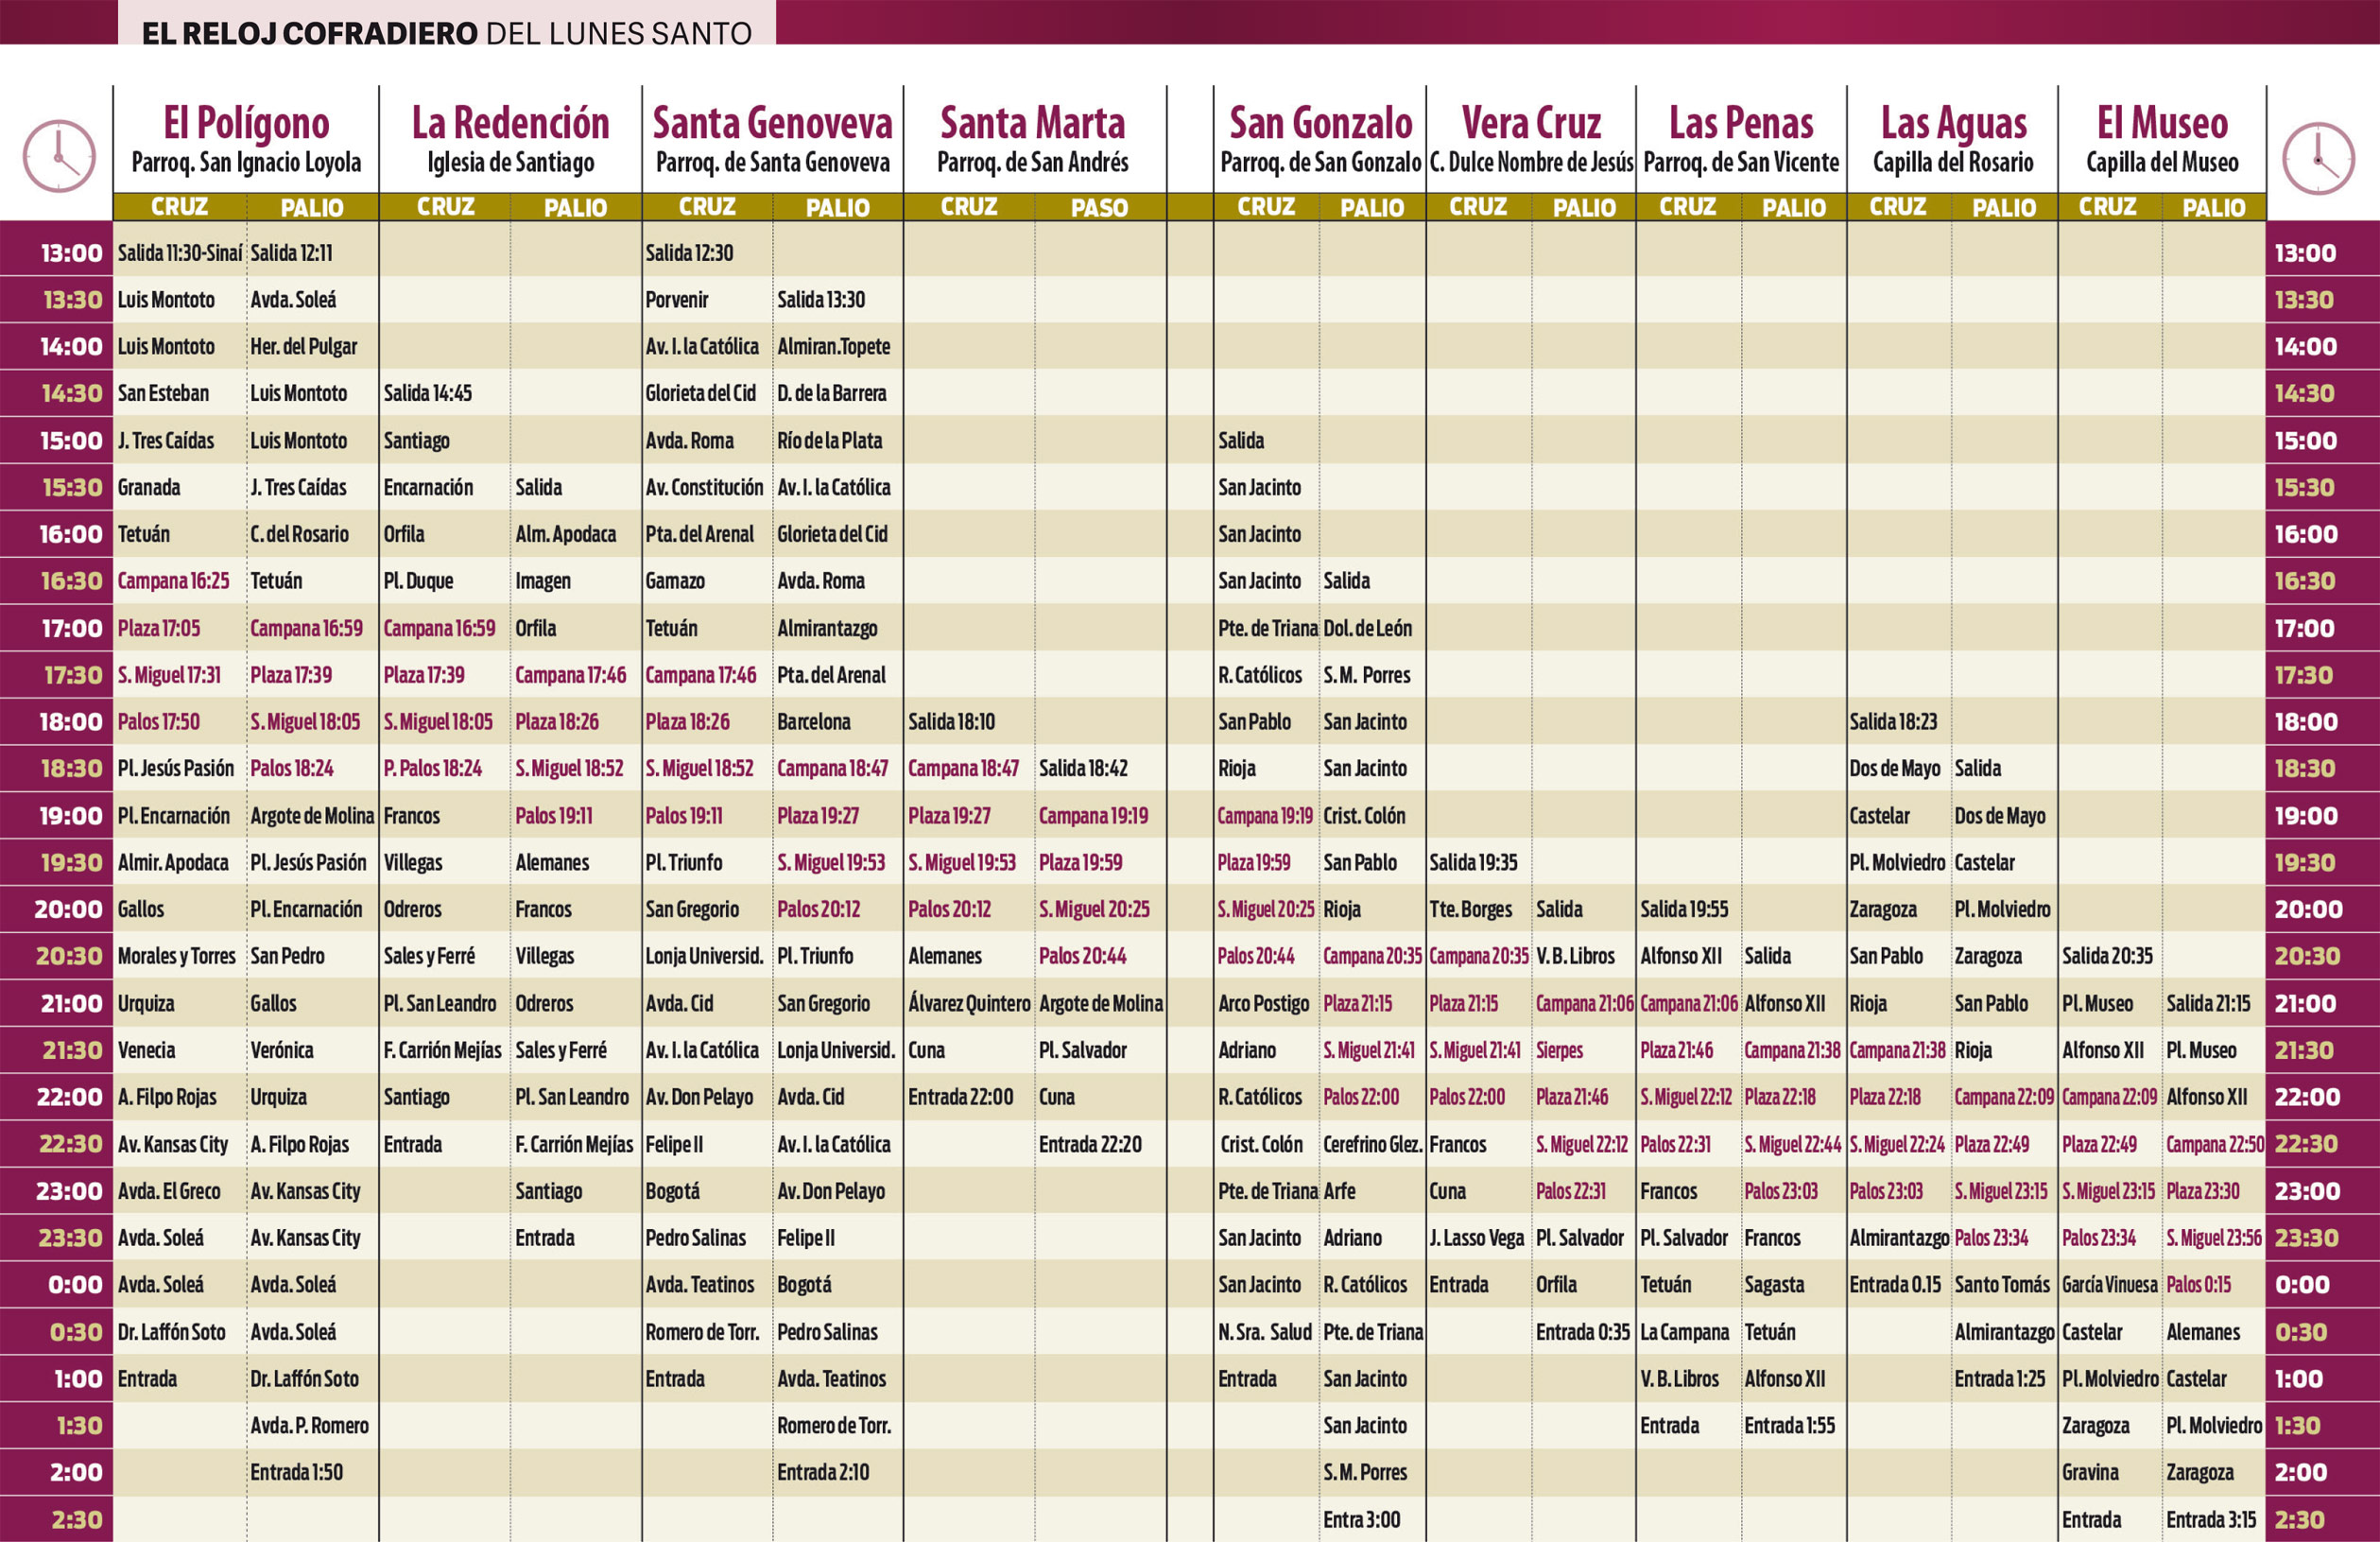 EL RELOJ COFRADIERO DEL LUNES SANTO
El Polígono La Redención Santa Genoveva Santa Marta San Gonzalo Vera Cruz Las Penas Las Aguas El Museo
Parroq. San Ignacio Loyola Iglesia de Santiago Parroq. de Santa Genoveva Parroq. de San Andrés Parroq. de San Gonzalo C. Dulce Nombre de Jesús Parroq. de San Vicente Capilla del Rosario Capilla del Museo
CRUZ PALIO CRUZ PALIO CRUZ PALIO CRUZ PASO CRUZ PALIO CRUZ PALIO CRUZ PALIO CRUZ PALIO CRUZ PALIO
13:00 Salida 11:30-Sinaí Salida 12:11 Salida 12:30 13:00
13:30 Luis Montoto Avda. Soleá Porvenir Salida 13:30 13:30
14:00 Luis Montoto Her. del Pulgar Av. I. la Católica Almiran.Topete 14:00
14:30 San Esteban Luis Montoto Salida 14:45 Glorieta del Cid D. de la Barrera 14:30
15:00 J. Tres Caídas Luis Montoto Santiago Avda. Roma Río de la Plata Salida 15:00
15:30 Granada J. Tres Caídas Encarnación Salida Av. Constitución Av. I. la Católica San Jacinto 15:30
16:00 Tetuán C. del Rosario Orfila Alm. Apodaca Pta. del Arenal Glorieta del Cid San Jacinto 16:00
16:30 Campana 16:25 Tetuán Pl. Duque Imagen Gamazo Avda. Roma San Jacinto Salida 16:30
17:00 Plaza 17:05 Campana 16:59 Campana 16:59 Orfila Tetuán Almirantazgo Pte. de Triana Dol. de León 17:00
17:30 S. Miguel 17:31 Plaza 17:39 Plaza 17:39 Campana 17:46 Campana 17:46 Pta. del Arenal R. Católicos S.M. Porres 17:30
18:00 Palos 17:50 S. Miguel 18:05 S. Miguel 18:05 Plaza 18:26 Plaza 18:26 Barcelona Salida 18:10 San Pablo San Jacinto Salida 18:23 18:00
18:30 Pl. Jesús Pasión Palos 18:24 P. Palos 18:24 S. Miguel 18:52 S. Miguel 18:52 Campana 18:47 Campana 18:47 Salida 18:42 Rioja San Jacinto Dos de Mayo Salida 18:30
19:00 Pl. Encarnación Argote de Molina Francos Palos 19:11 Palos 19:11 Plaza 19:27 Plaza 19:27 Campana 19:19 Campana 19:19 Crist. Colón Castelar Dos de Mayo 19:00
19:30 Almir. Apodaca Pl. Jesús Pasión Villegas Alemanes Pl. Triunfo S. Miguel 19:53 S. Miguel 19:53 Plaza 19:59 Plaza 19:59 San Pablo Salida 19:35 Pl. Molviedro Castelar 19:30
20:00 Gallos Pl. Encarnación Odreros Francos San Gregorio Palos 20:12 Palos 20:12 S. Miguel 20:25 S. Miguel 20:25 Rioja Tte. Borges Salida Salida 19:55 Zaragoza Pl. Molviedro 20:00
20:30 Morales y Torres San Pedro Sales y Ferré Villegas Lonja Universid. Pl. Triunfo Alemanes Palos 20:44 Palos 20:44 Campana 20:35 Campana 20:35 V. B. Libros Alfonso XII Salida San Pablo Zaragoza Salida 20:35 20:30
21:00 Urquiza Gallos Pl. San Leandro Odreros Avda. Cid San Gregorio Álvarez Quintero Argote de Molina Arco Postigo Plaza 21:15 Plaza 21:15 Campana 21:06 Campana 21:06 Alfonso XII Rioja San Pablo Pl. Museo Salida 21:15 21:00
21:30 Venecia Verónica F. Carrión Mejías Sales y Ferré Av. I. la Católica Lonja Universid. Cuna Pl. Salvador Adriano S. Miguel 21:41 S. Miguel 21:41 Sierpes Plaza 21:46 Campana 21:38 Campana 21:38 Rioja Alfonso XII Pl. Museo 21:30
22:00 A. Filpo Rojas Urquiza Santiago Pl. San Leandro Av. Don Pelayo Avda. Cid Entrada 22:00 Cuna R. Católicos Palos 22:00 Palos 22:00 Plaza 21:46 S. Miguel 22:12 Plaza 22:18 Plaza 22:18 Campana 22:09 Campana 22:09 Alfonso XII 22:00
22:30 Av. Kansas City A. Filpo Rojas Entrada F. Carrión Mejías Felipe II Av. I. la Católica Entrada 22:20 Crist. Colón Cerefrino Glez. Francos S. Miguel 22:12 Palos 22:31 S. Miguel 22:44 S. Miguel 22:24 Plaza 22:49 Plaza 22:49 Campana 22:50 22:30
23:00 Avda. El Greco Av. Kansas City Santiago Bogotá Av. Don Pelayo Pte. de Triana Arfe Cuna Palos 22:31 Francos Palos 23:03 Palos 23:03 S. Miguel 23:15 S. Miguel 23:15 Plaza 23:30 23:00
23:30 Avda. Soleá Av. Kansas City Entrada Pedro Salinas Felipe II San Jacinto Adriano J. Lasso Vega Pl. Salvador Pl. Salvador Francos Almirantazgo Palos 23:34 Palos 23:34 S. Miguel 23:56 23:30
0:00 Avda. Soleá Avda. Soleá Avda. Teatinos Bogotá San Jacinto R. Católicos Entrada Orfila Tetuán Sagasta Entrada 0.15 Santo Tomás García Vinuesa Palos 0:15 0:00
0:30 Dr. Laffón Soto Avda. Soleá Romero de Torr. Pedro Salinas N. Sra. Salud Pte. de Triana Entrada 0:35 La Campana Tetuán Almirantazgo Castelar Alemanes 0:30
1:00 Entrada Dr. Laffón Soto Entrada Avda. Teatinos Entrada San Jacinto V. B. Libros Alfonso XII Entrada 1:25 Pl. Molviedro Castelar 1:00
1:30 Avda. P. Romero Romero de Torr. San Jacinto Entrada Entrada 1:55 Zaragoza Pl. Molviedro 1:30
2:00 Entrada 1:50 Entrada 2:10 S.M. Porres Gravina Zaragoza 2:00
2:30 Entra 3:00 Entrada Entrada 3:15 2:30